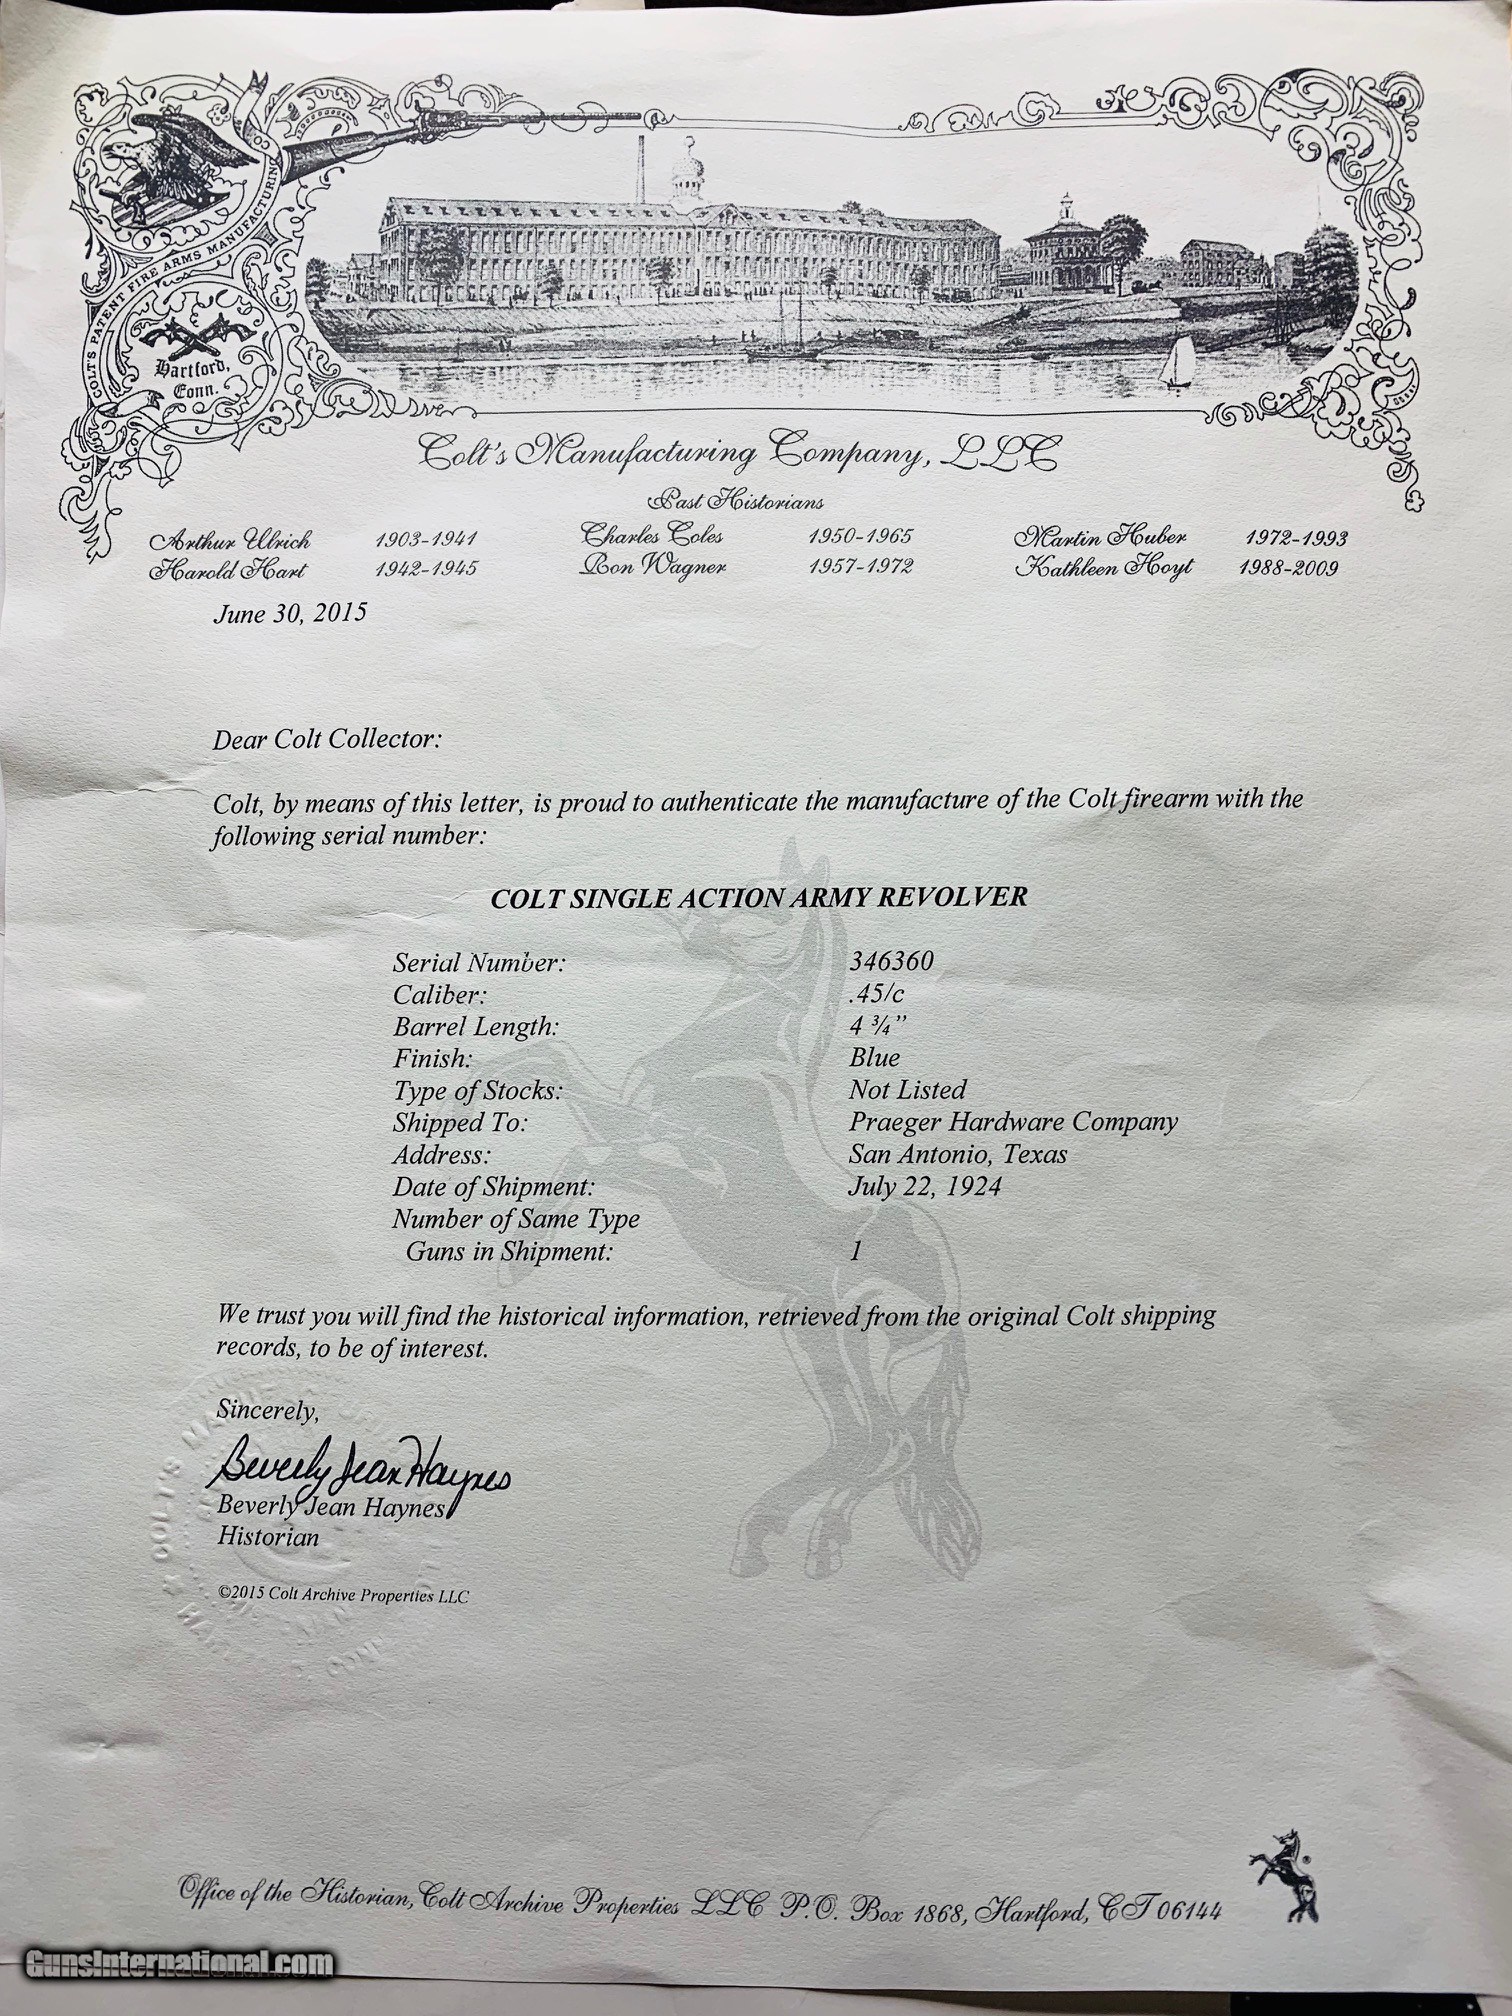 COLT'S PATENT FIRE ARMS MANUFACTURING CO
Hartford,
Conn.
Colt's Manufacturing Company, LLC
Past Historians
Arthur Ulrich 1903-1941 Charles Coles 1950-1965 Martin Huber 1972-1993
Harold Hart 1942-1945 Ron Wagner 1957-1972 Kathleen Hoyt 1988-2009
June 30, 2015
Dear Colt Collector:
Colt, by means of this letter, is proud to authenticate the manufacture of the Colt firearm with the
following serial number:
COLT SINGLE ACTION ARMY REVOLVER
Serial Number: 346360
Caliber: .45/c
Barrel Length: 4 ¾”
Finish: Blue
Type of Stocks: Not Listed
Shipped To: Praeger Hardware Company
Address: San Antonio, Texas
Date of Shipment: July 22, 1924
Number of Same Type
Guns in Shipment: 1
We trust you will find the historical information, retrieved from the original Colt shipping
records, to be of interest.
Sincerely,
Beverly Jean Haynes
Beverly Jean Haynes
Historian
©2015 Colt Archive Properties LLC
Office of the Historian, Colt Archive Properties LLC P.O. Box 1868, Hartford, CT 06144
®
GunsInternational.com